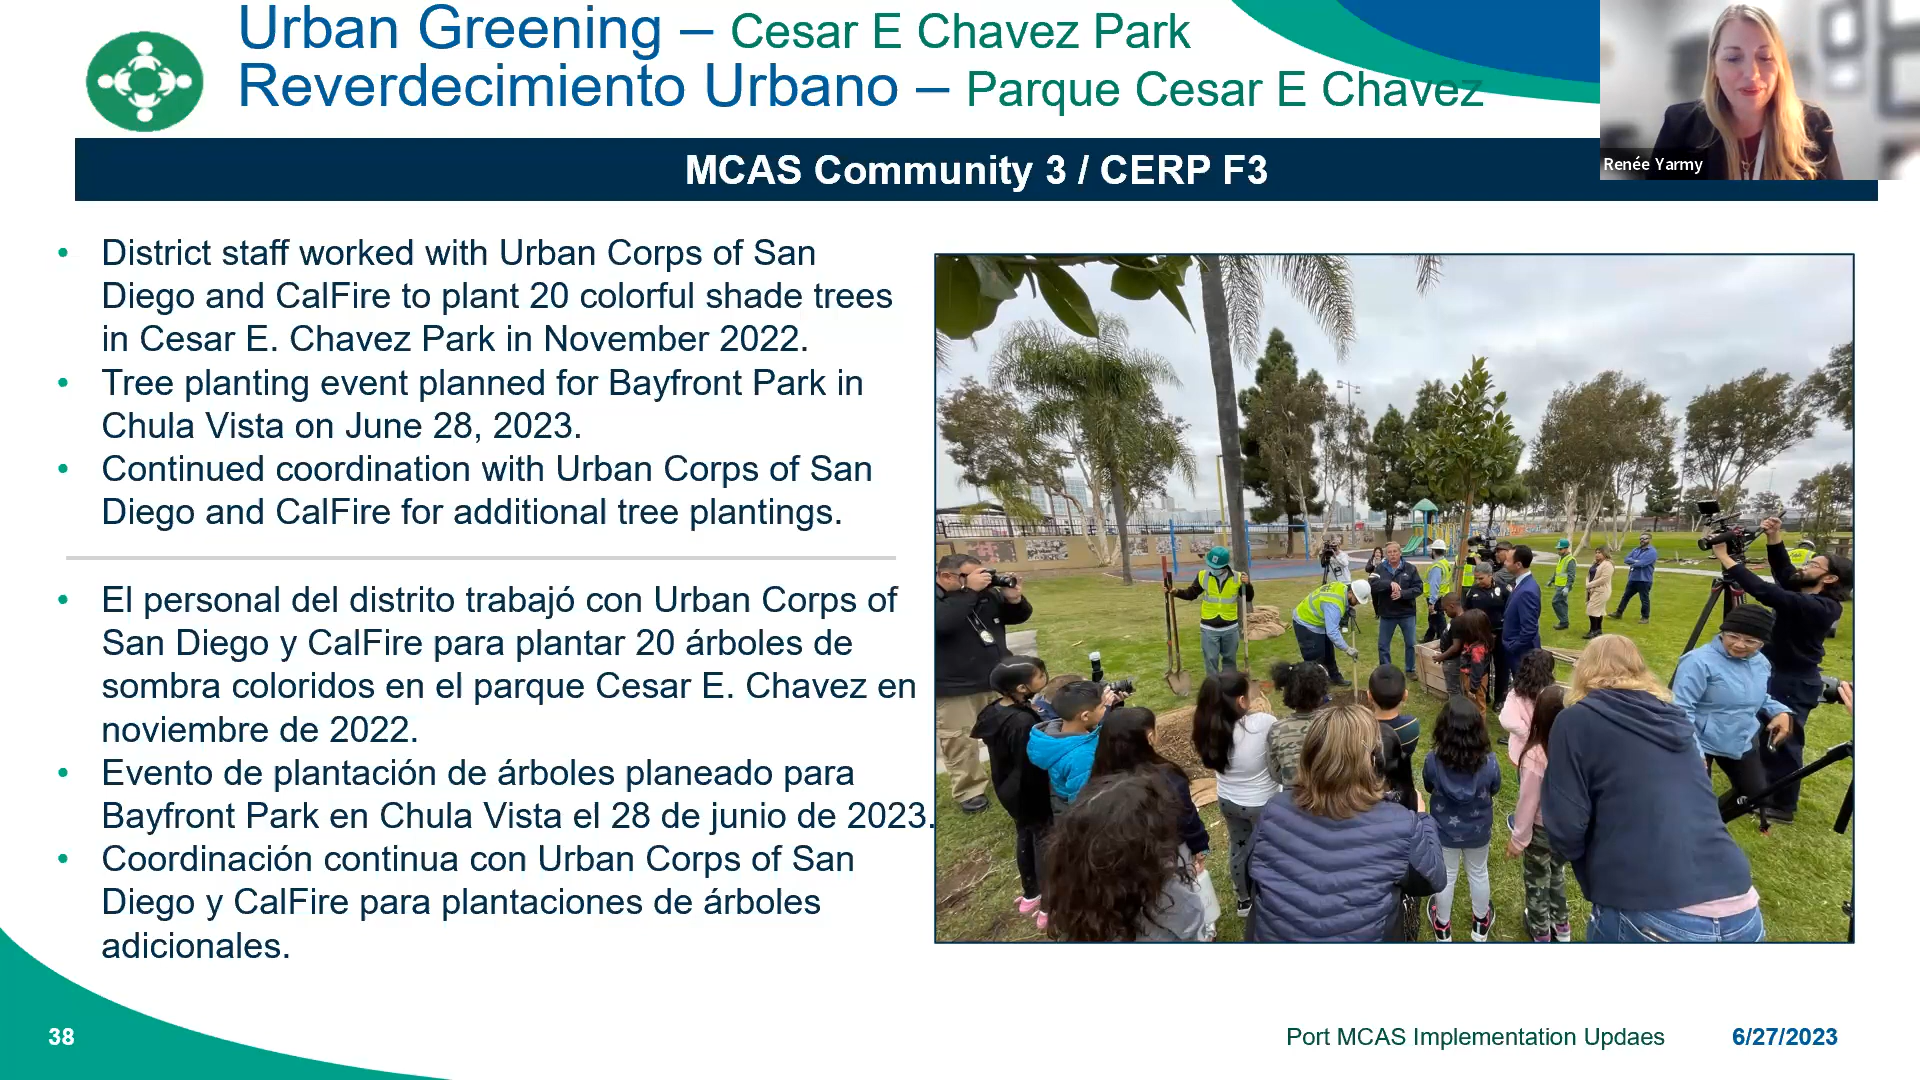 Urban Greening – Cesar E Chavez Park
Reverdecimiento Urbano – Parque Cesar E Chavez
Renée Yarmy
MCAS Community 3 / CERP F3
• District staff worked with Urban Corps of San
Diego and CalFire to plant 20 colorful shade trees
in Cesar E. Chavez Park in November 2022.
• Tree planting event planned for Bayfront Park in
Chula Vista on June 28, 2023.
• Continued coordination with Urban Corps of San
Diego and CalFire for additional tree plantings.
• El personal del distrito trabajó con Urban Corps of
San Diego y CalFire para plantar 20 árboles de
sombra coloridos en el parque Cesar E. Chavez en
noviembre de 2022.
• Evento de plantación de árboles planeado para
Bayfront Park en Chula Vista el 28 de junio de 2023.
• Coordinación continua con Urban Corps of San
Diego y CalFire para plantaciones de árboles
adicionales.
38
Port MCAS Implementation Updaes
6/27/2023